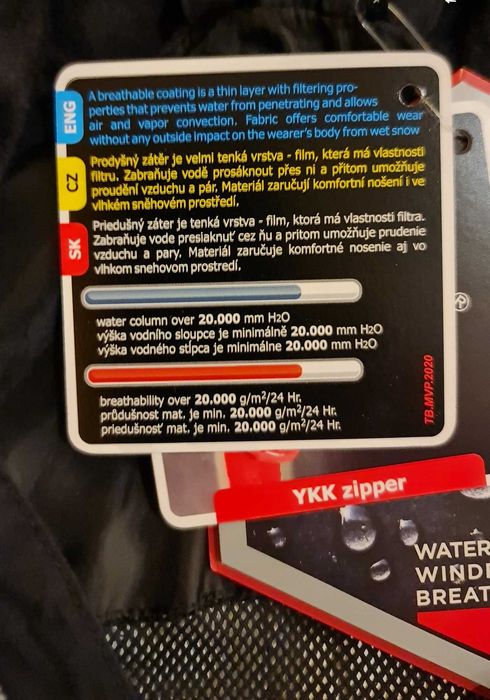 ENG
A breathable coating is a thin layer with filtering pro-
perties that prevents water from penetrating and allows
air and vapor convection. Fabric offers comfortable wear
without any outside impact on the wearer's body from wet snow
CZ
Prodyšný zátěr je velmi tenká vrstva - film, která má vlastnosti
filtru. Zabraňuje vodě prosáknout přes ní a přitom umožňuje
proudění vzduchu a pár. Materiál zaručují komfortní nošení i ve
vlhkém sněhovém prostředí.
SK
Priedušný záter je tenká vrstva - film, ktorá má vlastnosti filtra.
Zabraňuje vode presiaknuť cez ňu a pritom umožňuje prudenie
vzduchu a pary. Materiál zaručuje komfortné nosenie aj vo
vlhkom snehovom prostredí.
water column over 20.000 mm H2O
výška vodního sloupce je minimálně 20.000 mm H2O
výška vodného stĺpca je minimálne 20.000 mm H2O
breathability over 20.000 g/m²/24 Hr.
průdušnost mat. je min. 20.000 g/m²/24 Hr.
priedušnosť mat. je min. 20.000 g/m²/24 Hr.
TB.MVP.2020
YKK zipper
WATER
WIND
BREAT